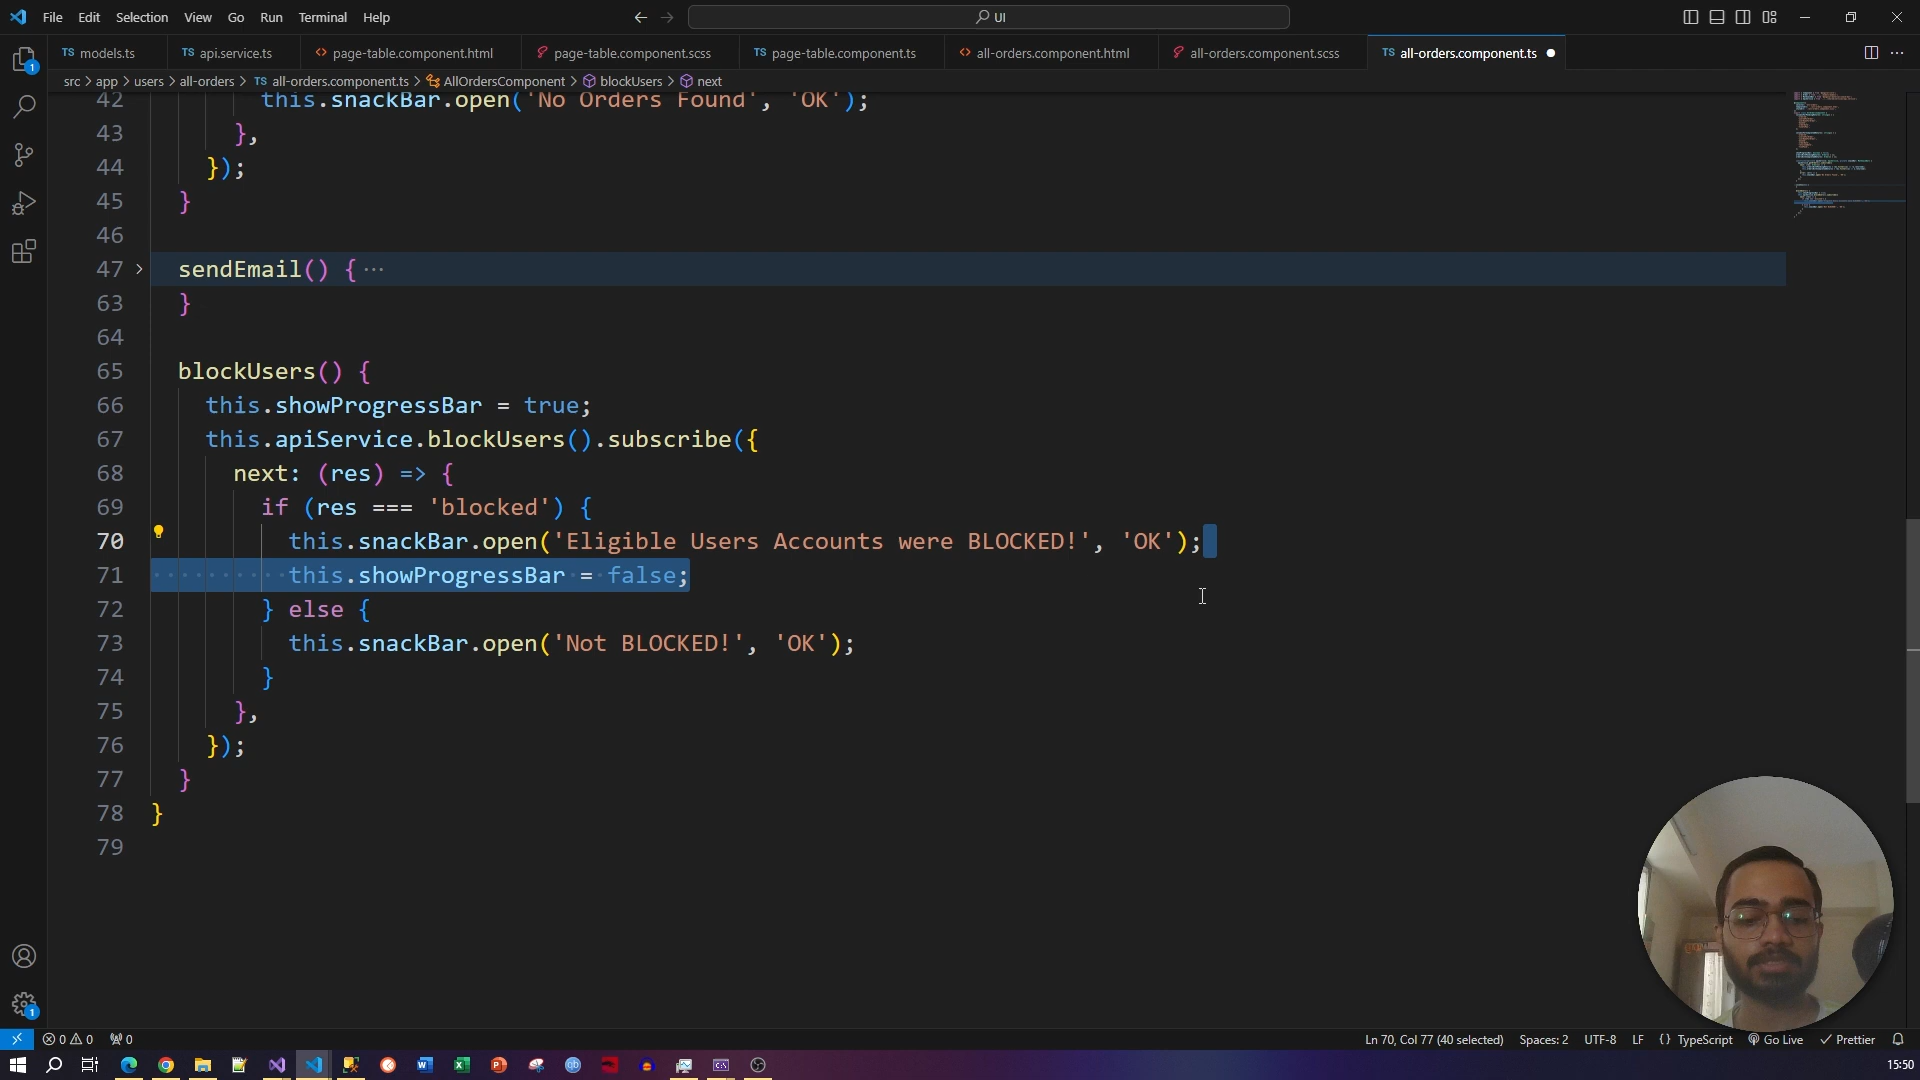 File Edit Selection View Go Run Terminal Help
UI
TS models.ts
TS api.service.ts
page-table.component.html
page-table.component.scss
TS page-table.component.ts
all-orders.component.html
all-orders.component.scss
TS all-orders.component.ts
src > app > users > all-orders > TS all-orders.component.ts > AllOrdersComponent > blockUsers > next
42 this.snackBar.open('No Orders Found', 'OK');
43 },
44 });
45 }
46
47 sendEmail() { ···
63 }
64
65 blockUsers() {
66 this.showProgressBar = true;
67 this.apiService.blockUsers().subscribe({
68 next: (res) => {
69 if (res === 'blocked') {
70 this.snackBar.open('Eligible Users Accounts were BLOCKED!', 'OK');
71 this.showProgressBar = false;
72 } else {
73 this.snackBar.open('Not BLOCKED!', 'OK');
74 }
75 },
76 });
77 }
78 }
79
0 0 0
Ln 70, Col 77 (40 selected) Spaces: 2 UTF-8 LF {} TypeScript Go Live Prettier
15:50